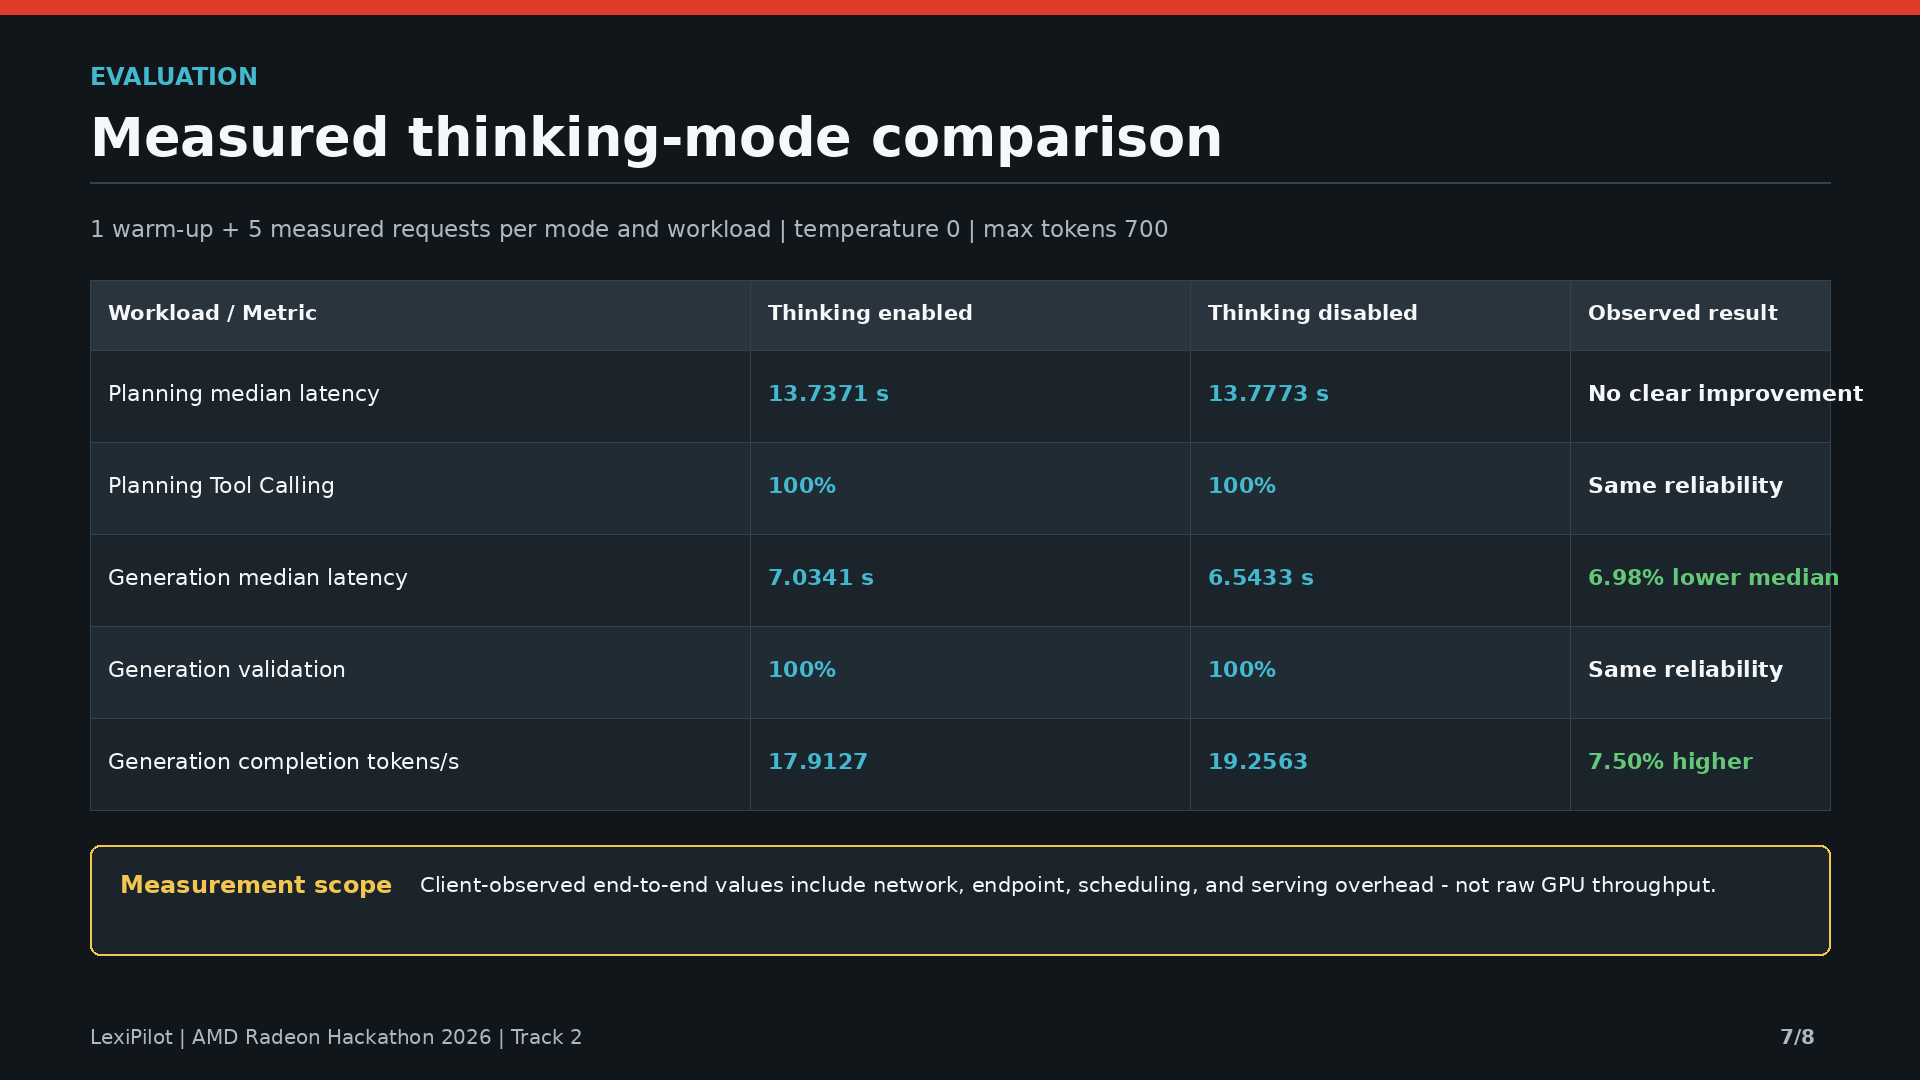 EVALUATION
Measured thinking-mode comparison
1 warm-up + 5 measured requests per mode and workload | temperature 0 | max tokens 700
Workload / Metric Thinking enabled Thinking disabled Observed result
Planning median latency 13.7371 s 13.7773 s No clear improvement
Planning Tool Calling 100% 100% Same reliability
Generation median latency 7.0341 s 6.5433 s 6.98% lower median
Generation validation 100% 100% Same reliability
Generation completion tokens/s 17.9127 19.2563 7.50% higher
Measurement scope Client-observed end-to-end values include network, endpoint, scheduling, and serving overhead - not raw GPU throughput.
LexiPilot | AMD Radeon Hackathon 2026 | Track 2 7/8